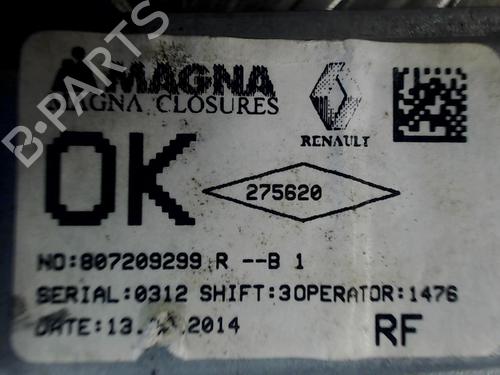 MAGNA
MAGNA CLOSURES
RENAULT
OK
275620
NO:807209299 R --B 1
SERIAL:0312 SHIFT:3OPERATOR:1476
DATE:13. .2014
RF
B-PARTS